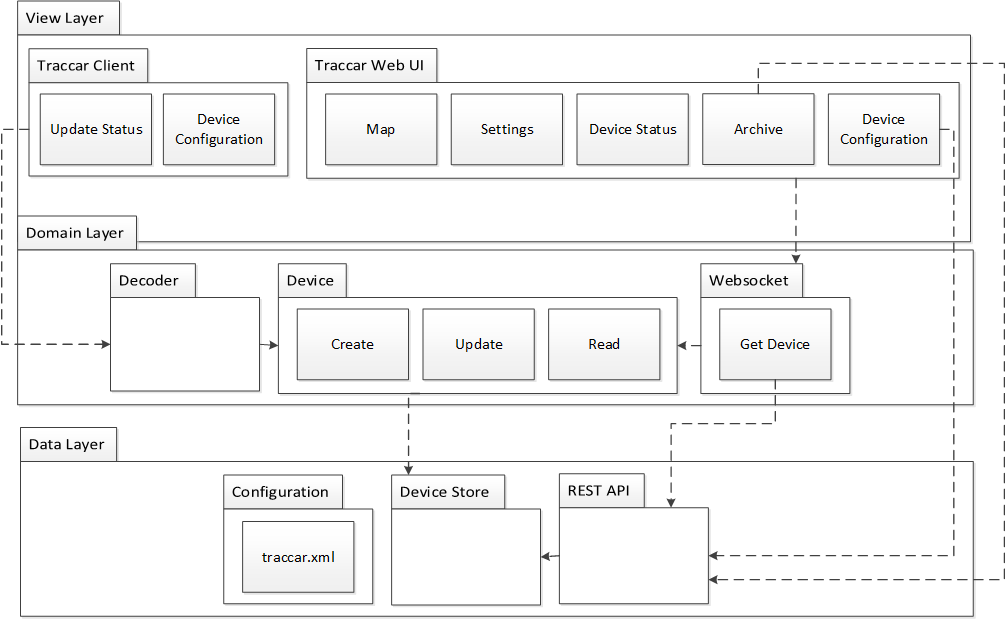 View Layer
Traccar Client
Update Status
Device
Configuration
Traccar Web UI
Map
Settings
Device Status
Archive
Device
Configuration
Domain Layer
Decoder
Device
Create
Update
Read
Websocket
Get Device
Data Layer
Configuration
traccar.xml
Device Store
REST API